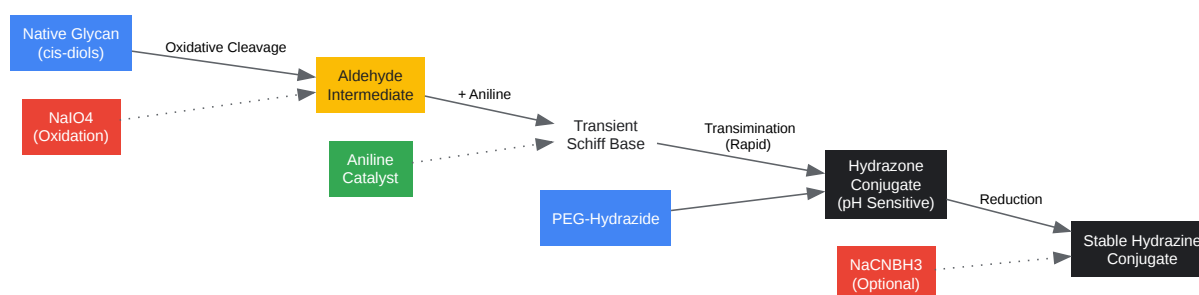 Native Glycan
(cis-diols)
Oxidative Cleavage
NaIO4
(Oxidation)
Aldehyde
Intermediate
+ Aniline
Aniline
Catalyst
Transient
Schiff Base
Transimination
(Rapid)
PEG-Hydrazide
Hydrazone
Conjugate
(pH Sensitive)
Reduction
NaCNBH3
(Optional)
Stable Hydrazine
Conjugate